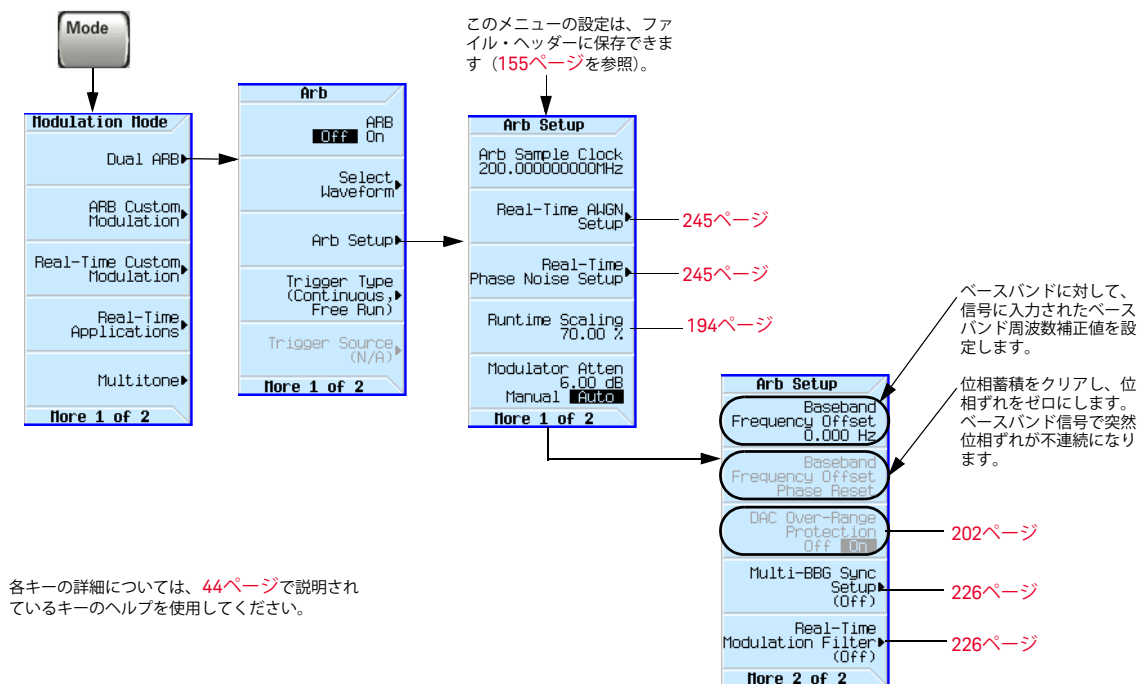 Mode
このメニューの設定は、ファ
イル・ヘッダーに保存できま
す（155ページを参照）。
Modulation Mode
Dual ARB
ARB Custom
Modulation
Real-Time Custom
Modulation
Real-Time
Applications
Multitone
More 1 of 2
Arb
ARB
Off On
Select
Waveform
Arb Setup
Trigger Type
(Continuous,
Free Run)
Trigger Source
(N/A)
More 1 of 2
Arb Setup
Arb Sample Clock
200.000000000MHz
Real-Time AWGN
Setup
Real-Time
Phase Noise Setup
Runtime Scaling
70.00 %
Modulator Atten
6.00 dB
Manual Auto
More 1 of 2
245ページ
245ページ
194ページ
Arb Setup
Baseband
Frequency Offset
0.000 Hz
Baseband
Frequency Offset
Phase Reset
DAC Over-Range
Protection
Off On
Multi-BBG Sync
Setup
(Off)
Real-Time
Modulation Filter
(Off)
More 2 of 2
ベースバンドに対して、
信号に入力されたベース
バンド周波数補正値を設
定します。
位相蓄積をクリアし、位
相ずれをゼロにします。
ベースバンド信号で突然
位相ずれが不連続になり
ます。
202ページ
226ページ
226ページ
各キーの詳細については、44ページで説明され
ているキーのヘルプを使用してください。